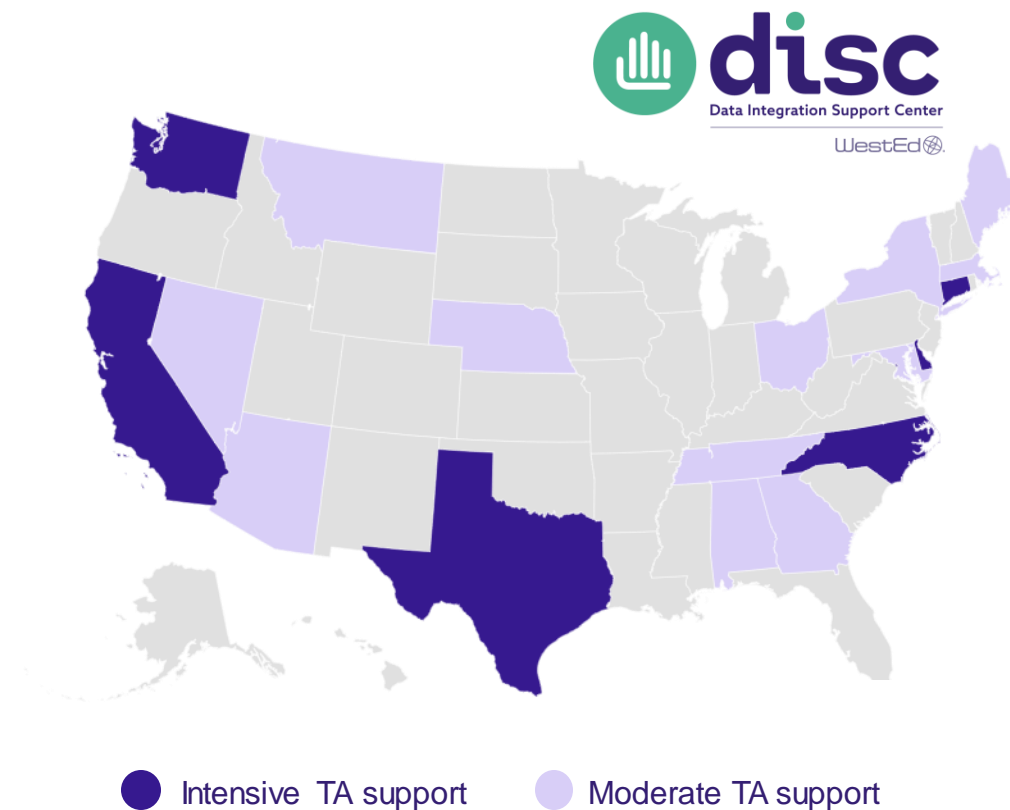 disc
Data Integration Support Center
WestEd
Intensive TA support
Moderate TA support